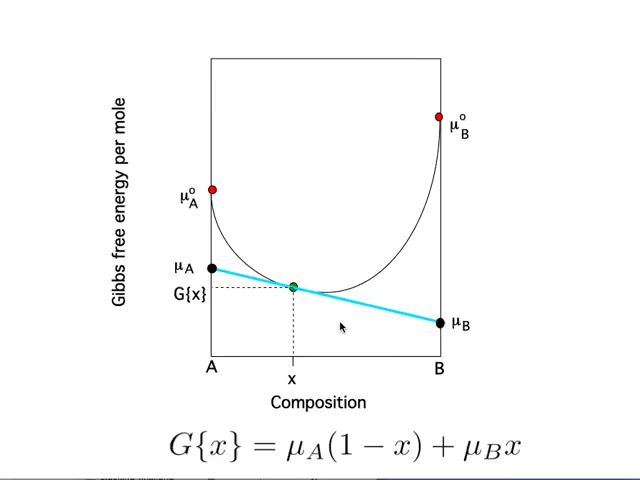 Gibbs free energy per mole
μ°B
μ°A
μA
G{x}
μB
A
B
x
Composition
G{x} = μA(1 − x) + μBx